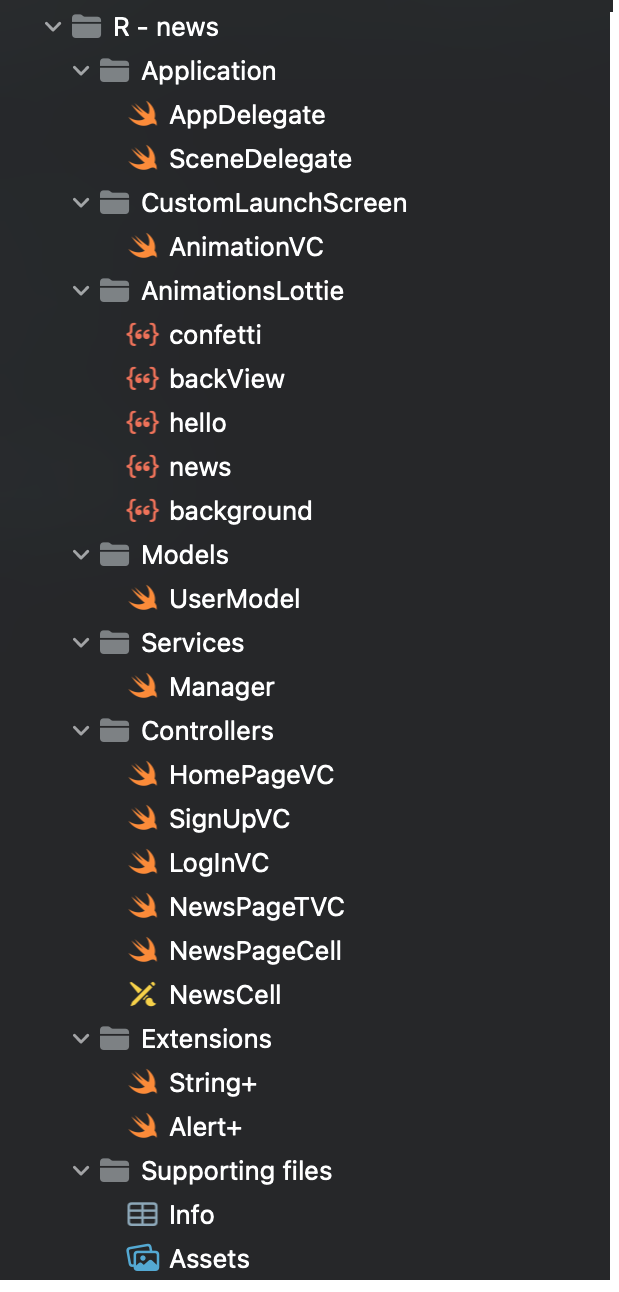 R - news
Application
AppDelegate
SceneDelegate
CustomLaunchScreen
AnimationVC
AnimationsLottie
confetti
backView
hello
news
background
Models
UserModel
Services
Manager
Controllers
HomePageVC
SignUpVC
LogInVC
NewsPageTVC
NewsPageCell
NewsCell
Extensions
String+
Alert+
Supporting files
Info
Assets